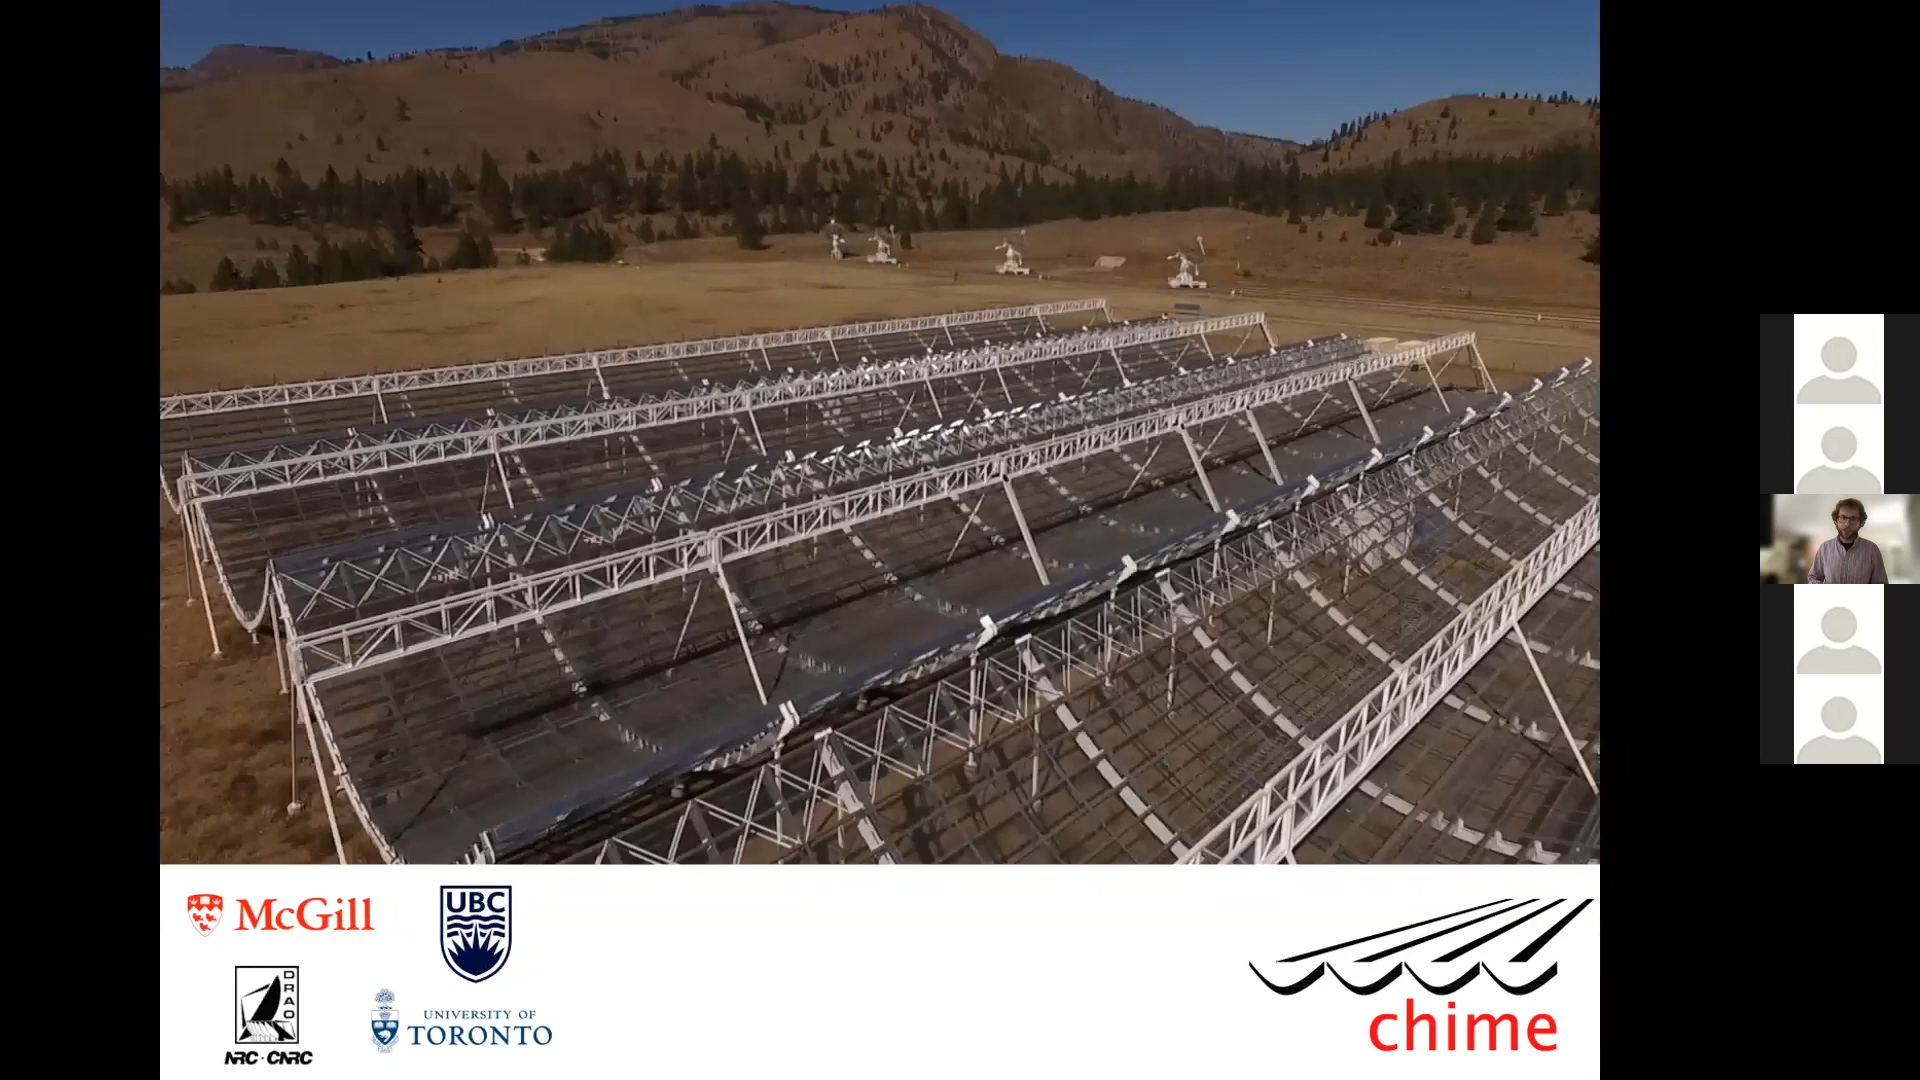 McGill
UBC
DRAO
NRC·CNRC
UNIVERSITY OF
TORONTO
chime